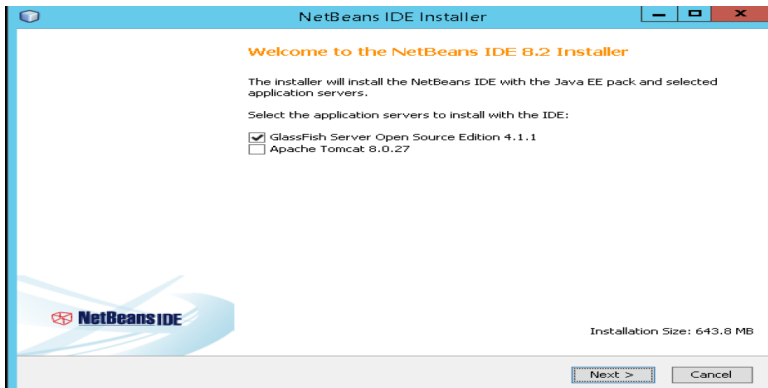 NetBeans IDE Installer
Welcome to the NetBeans IDE 8.2 Installer
The installer will install the NetBeans IDE with the Java EE pack and selected
application servers.
Select the application servers to install with the IDE:
GlassFish Server Open Source Edition 4.1.1
Apache Tomcat 8.0.27
NetBeans IDE
Installation Size: 643.8 MB
Next >
Cancel